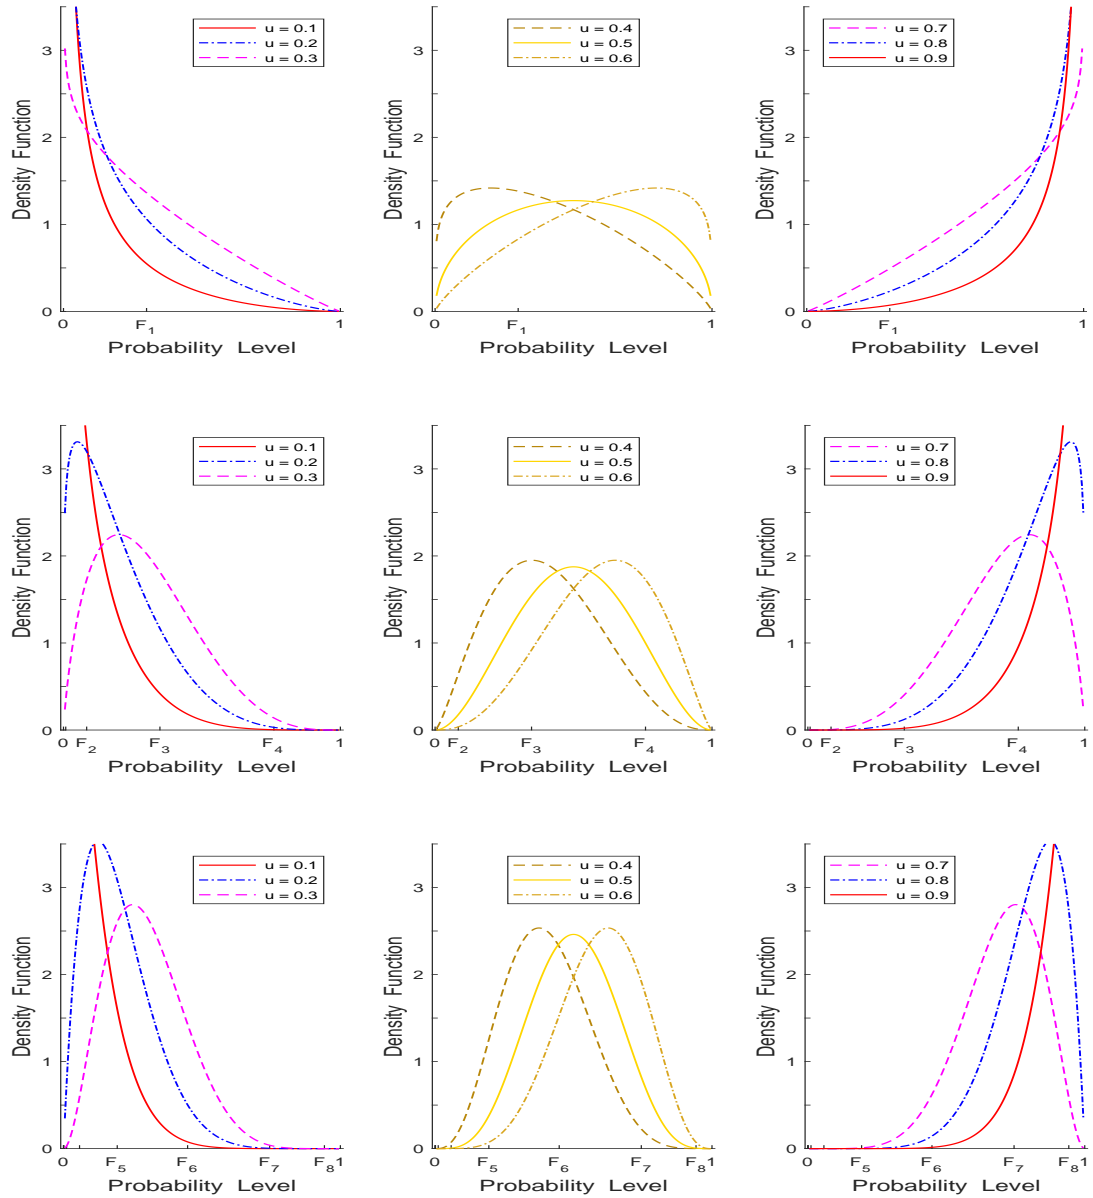 u = 0.1
u = 0.2
u = 0.3
3
2
1
0
Density Function
0 F1 1
Probability Level
u = 0.4
u = 0.5
u = 0.6
3
2
1
0
Density Function
0 F1 1
Probability Level
u = 0.7
u = 0.8
u = 0.9
3
2
1
0
Density Function
0 F1 1
Probability Level
u = 0.1
u = 0.2
u = 0.3
3
2
1
0
Density Function
0 F2 F3 F4 1
Probability Level
u = 0.4
u = 0.5
u = 0.6
3
2
1
0
Density Function
0 F2 F3 F4 1
Probability Level
u = 0.7
u = 0.8
u = 0.9
3
2
1
0
Density Function
0 F2 F3 F4 1
Probability Level
u = 0.1
u = 0.2
u = 0.3
3
2
1
0
Density Function
0 F5 F6 F7 F8 1
Probability Level
u = 0.4
u = 0.5
u = 0.6
3
2
1
0
Density Function
0 F5 F6 F7 F8 1
Probability Level
u = 0.7
u = 0.8
u = 0.9
3
2
1
0
Density Function
0 F5 F6 F7 F8 1
Probability Level